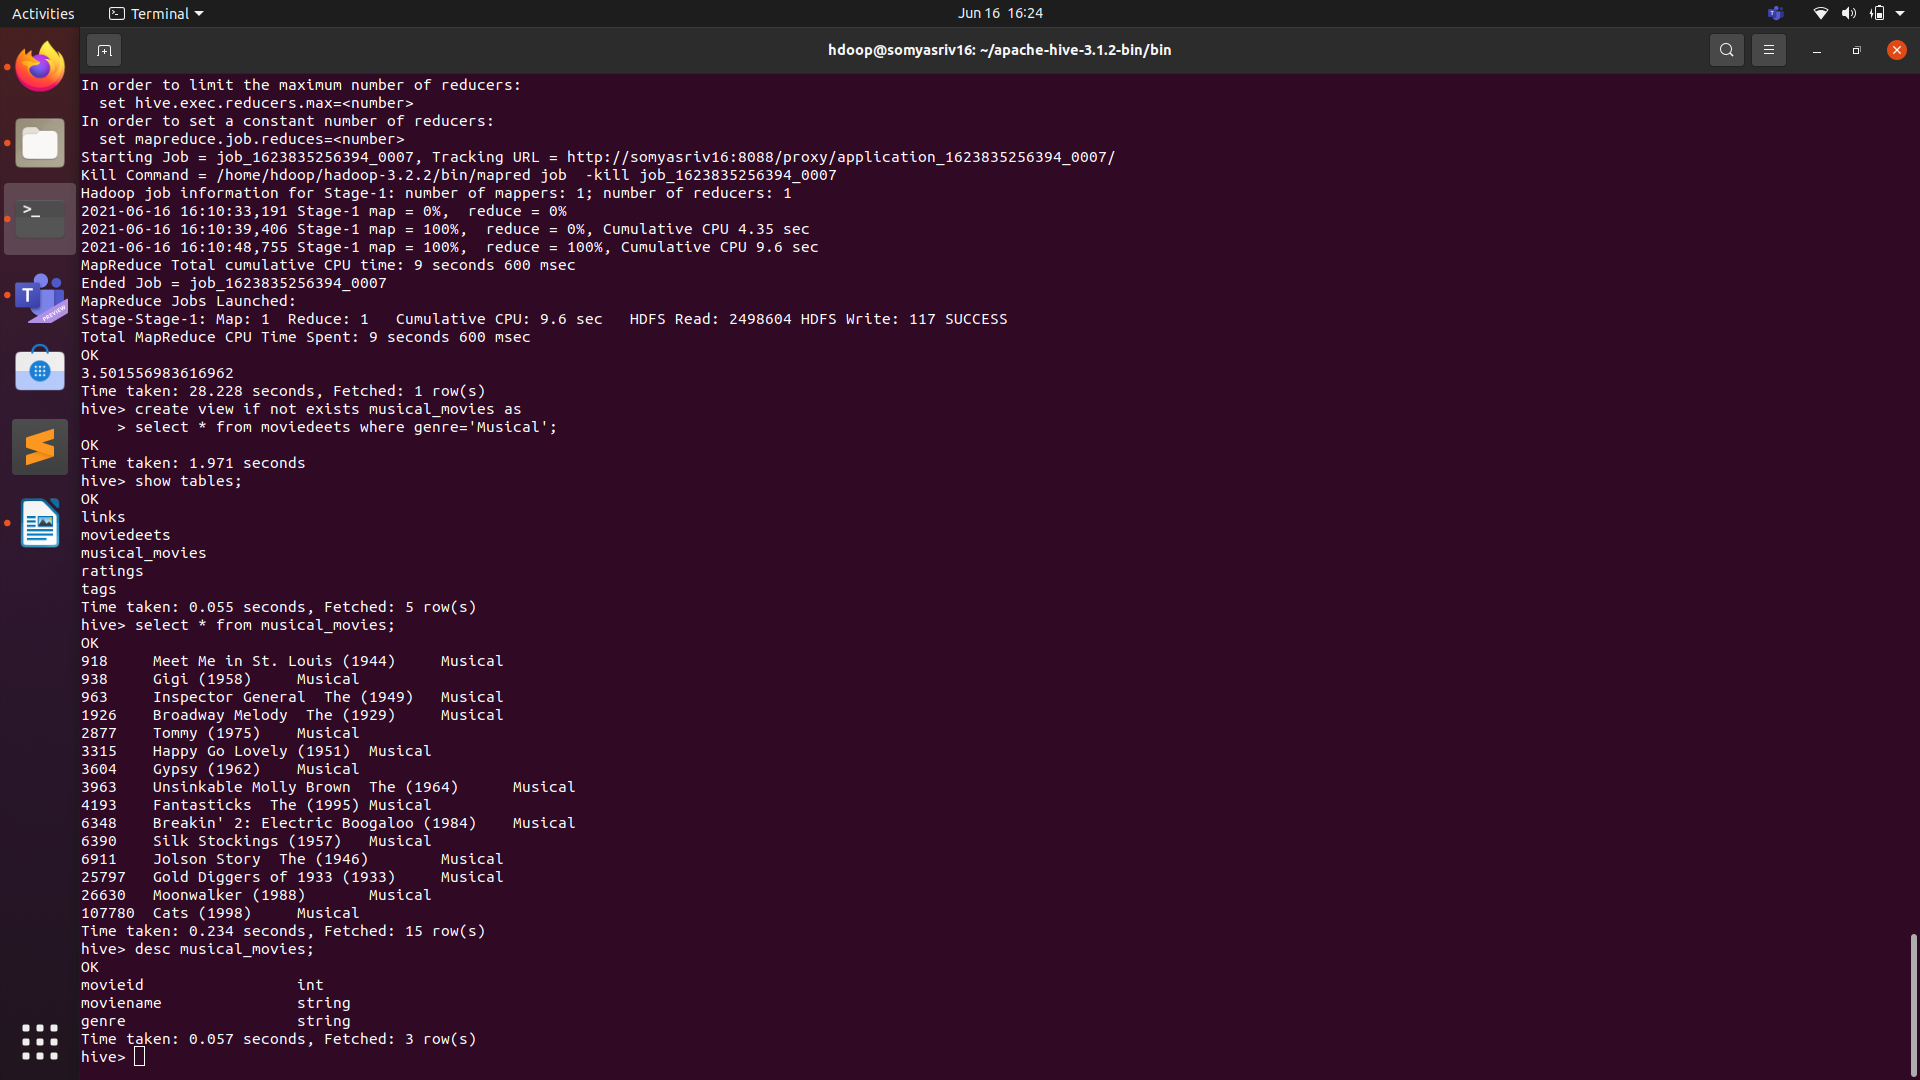 Activities
Terminal
Jun 16 16:24
hdoop@somyasriv16: ~/apache-hive-3.1.2-bin/bin
In order to limit the maximum number of reducers:
  set hive.exec.reducers.max=<number>
In order to set a constant number of reducers:
  set mapreduce.job.reduces=<number>
Starting Job = job_1623835256394_0007, Tracking URL = http://somyasriv16:8088/proxy/application_1623835256394_0007/
Kill Command = /home/hdoop/hadoop-3.2.2/bin/mapred job  -kill job_1623835256394_0007
Hadoop job information for Stage-1: number of mappers: 1; number of reducers: 1
2021-06-16 16:10:33,191 Stage-1 map = 0%,  reduce = 0%
2021-06-16 16:10:39,406 Stage-1 map = 100%,  reduce = 0%, Cumulative CPU 4.35 sec
2021-06-16 16:10:48,755 Stage-1 map = 100%,  reduce = 100%, Cumulative CPU 9.6 sec
MapReduce Total cumulative CPU time: 9 seconds 600 msec
Ended Job = job_1623835256394_0007
MapReduce Jobs Launched:
Stage-Stage-1: Map: 1  Reduce: 1   Cumulative CPU: 9.6 sec   HDFS Read: 2498604 HDFS Write: 117 SUCCESS
Total MapReduce CPU Time Spent: 9 seconds 600 msec
OK
3.501556983616962
Time taken: 28.228 seconds, Fetched: 1 row(s)
hive> create view if not exists musical_movies as
    > select * from moviedeets where genre='Musical';
OK
Time taken: 1.971 seconds
hive> show tables;
OK
links
moviedeets
musical_movies
ratings
tags
Time taken: 0.055 seconds, Fetched: 5 row(s)
hive> select * from musical_movies;
OK
918     Meet Me in St. Louis (1944)     Musical
938     Gigi (1958)     Musical
963     Inspector General  The (1949)   Musical
1926    Broadway Melody  The (1929)     Musical
2877    Tommy (1975)    Musical
3315    Happy Go Lovely (1951)  Musical
3604    Gypsy (1962)    Musical
3963    Unsinkable Molly Brown  The (1964)      Musical
4193    Fantasticks  The (1995) Musical
6348    Breakin' 2: Electric Boogaloo (1984)    Musical
6390    Silk Stockings (1957)   Musical
6911    Jolson Story  The (1946)        Musical
25797   Gold Diggers of 1933 (1933)     Musical
26630   Moonwalker (1988)       Musical
107780  Cats (1998)     Musical
Time taken: 0.234 seconds, Fetched: 15 row(s)
hive> desc musical_movies;
OK
movieid                 int
moviename               string
genre                   string
Time taken: 0.057 seconds, Fetched: 3 row(s)
hive>
T
PREVIEW